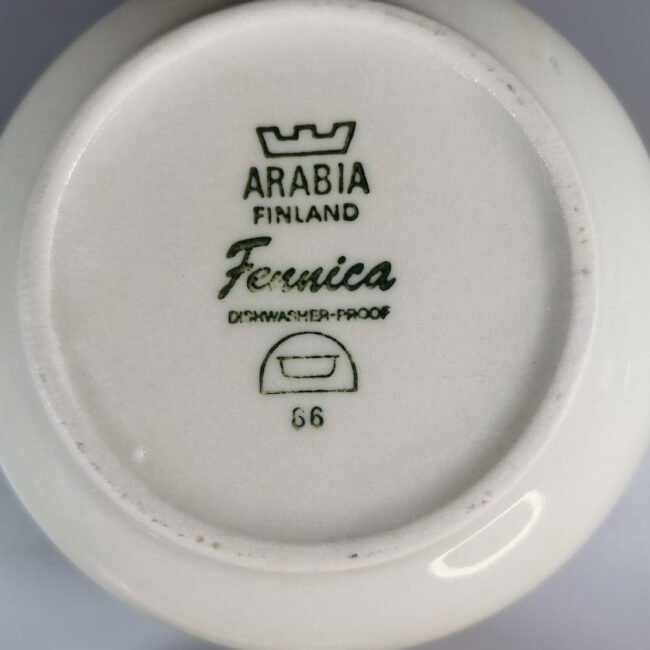 ARABIA
FINLAND
Fennica
DISHWASHER-PROOF
86